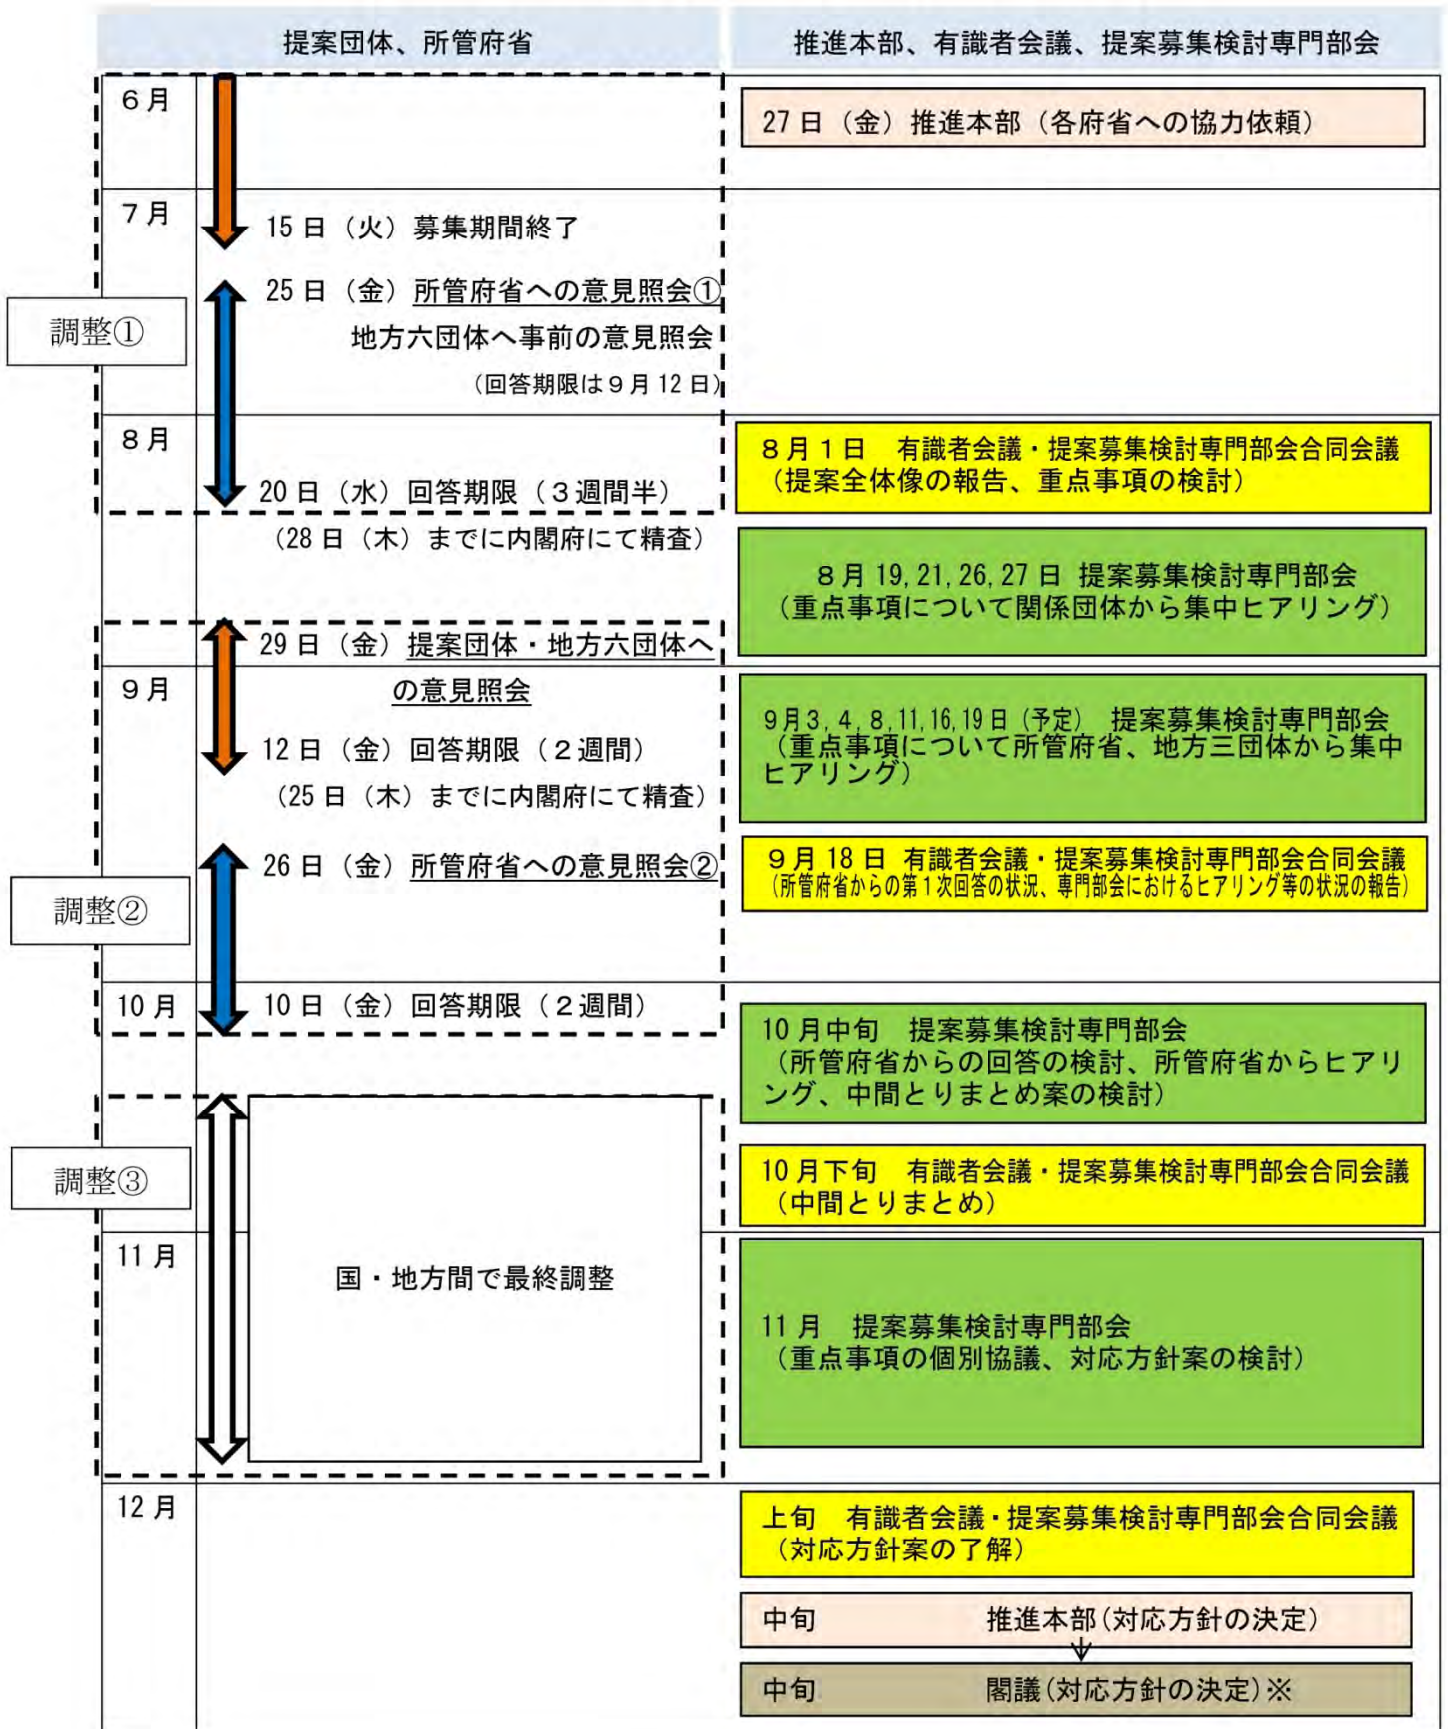 提案団体、所管府省
推進本部、有識者会議、提案募集検討専門部会
6月
27日（金）推進本部（各府省への協力依頼）
7月
15日（火）募集期間終了
25日（金）所管府省への意見照会①
地方六団体へ事前の意見照会
（回答期限は９月12日）
調整①
8月
20日（水）回答期限（３週間半）
（28日（木）までに内閣府にて精査）
８月１日　有識者会議・提案募集検討専門部会合同会議
（提案全体像の報告、重点事項の検討）
８月19,21,26,27日 提案募集検討専門部会
（重点事項について関係団体から集中ヒアリング）
29日（金）提案団体・地方六団体へ
の意見照会
9月
12日（金）回答期限（２週間）
（25日（木）までに内閣府にて精査）
26日（金）所管府省への意見照会②
調整②
9月3,4,8,11,16,19日（予定） 提案募集検討専門部会
（重点事項について所管府省、地方三団体から集中
ヒアリング）
９月18日 有識者会議・提案募集検討専門部会合同会議
（所管府省からの第１次回答の状況、専門部会におけるヒアリング等の状況の報告）
10月
10日（金）回答期限（２週間）
10月中旬　提案募集検討専門部会
（所管府省からの回答の検討、所管府省からヒアリ
ング、中間とりまとめ案の検討）
調整③
10月下旬　有識者会議・提案募集検討専門部会合同会議
（中間とりまとめ）
11月
国・地方間で最終調整
11月　提案募集検討専門部会
（重点事項の個別協議、対応方針案の検討）
12月
上旬　有識者会議・提案募集検討専門部会合同会議
（対応方針案の了解）
中旬　推進本部（対応方針の決定）
中旬　閣議（対応方針の決定）※